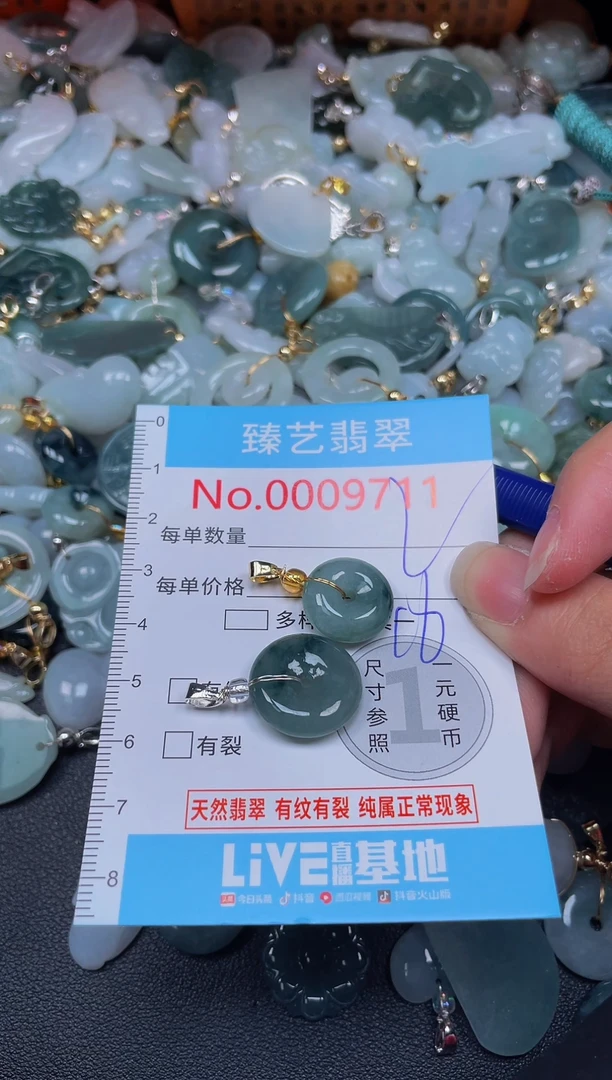 0
臻艺翡翠
1
No.0009711
2
每单数量
3
每单价格
4
5
尺寸参照
1
一元硬币
6
有裂
天然翡翠 有纹有裂 纯属正常现象
7
LiVE直播基地
8
今日头条 抖音 西瓜视频 抖音火山版